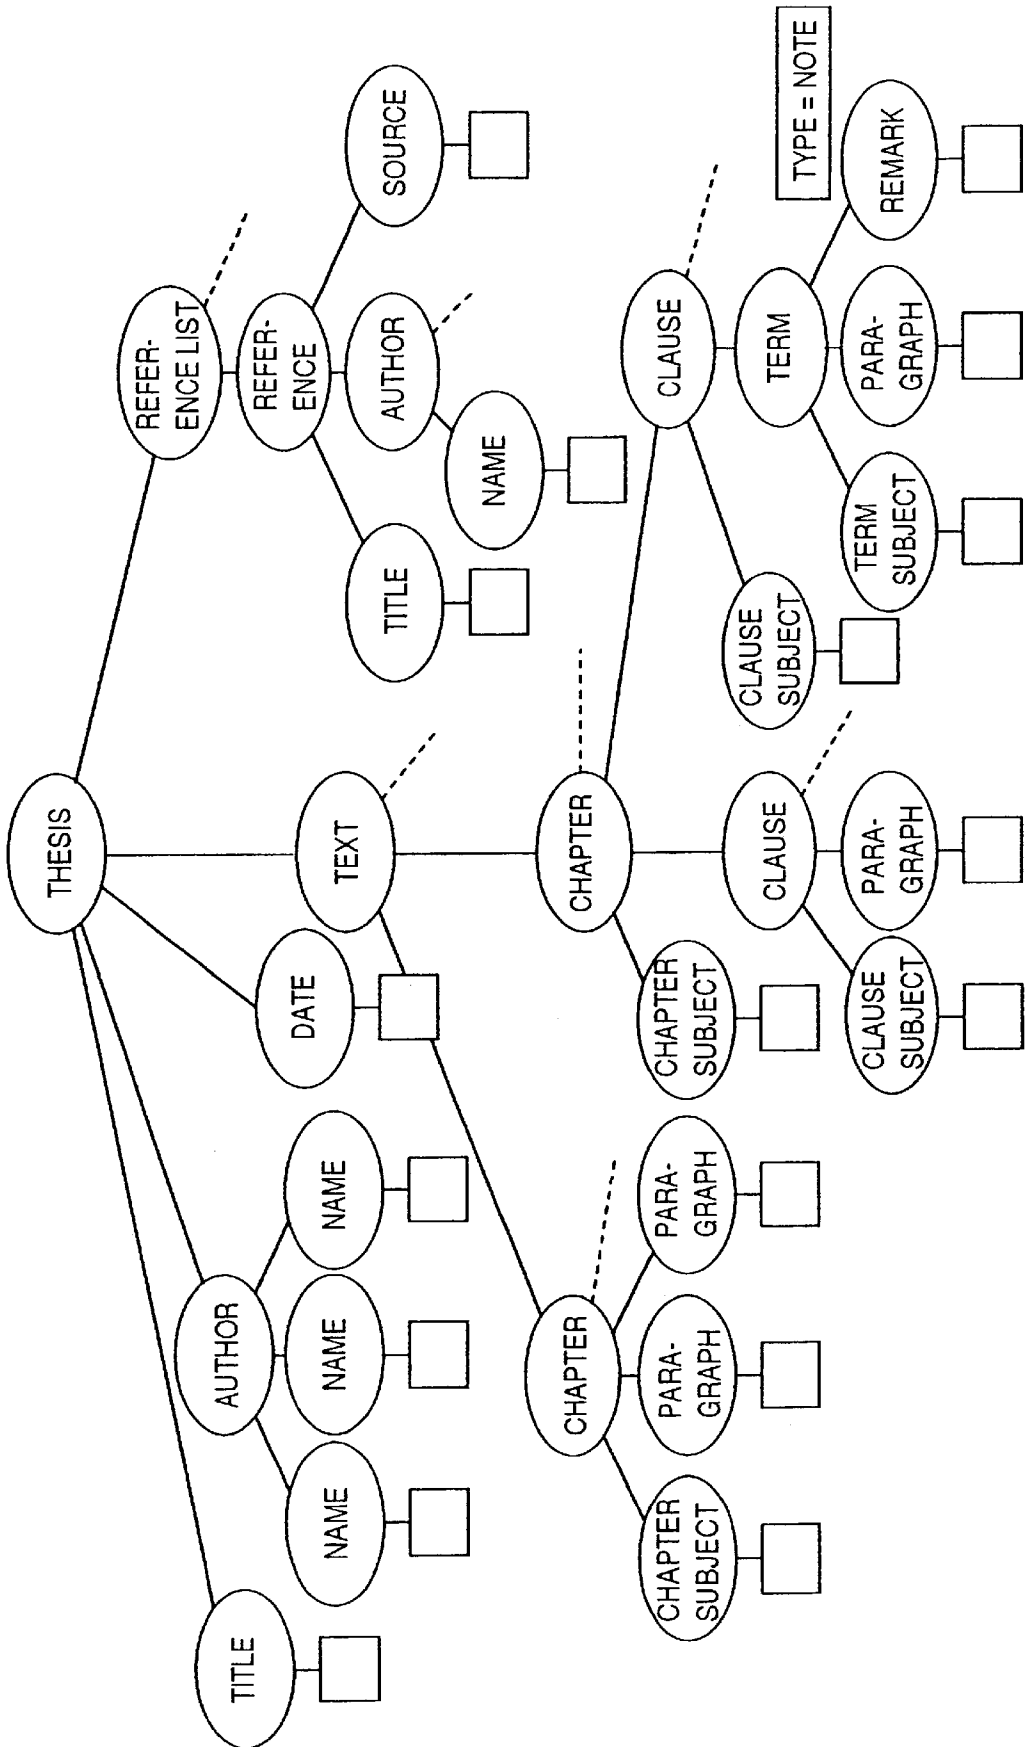 THESIS
TITLE
AUTHOR
NAME
NAME
NAME
DATE
TEXT
REFER-
ENCE LIST
REFER-
ENCE
TITLE
AUTHOR
NAME
SOURCE
CHAPTER
CHAPTER
SUBJECT
PARA-
GRAPH
PARA-
GRAPH
CHAPTER
CHAPTER
SUBJECT
CLAUSE
CLAUSE
SUBJECT
PARA-
GRAPH
CLAUSE
CLAUSE
SUBJECT
TERM
TERM
SUBJECT
PARA-
GRAPH
REMARK
TYPE = NOTE